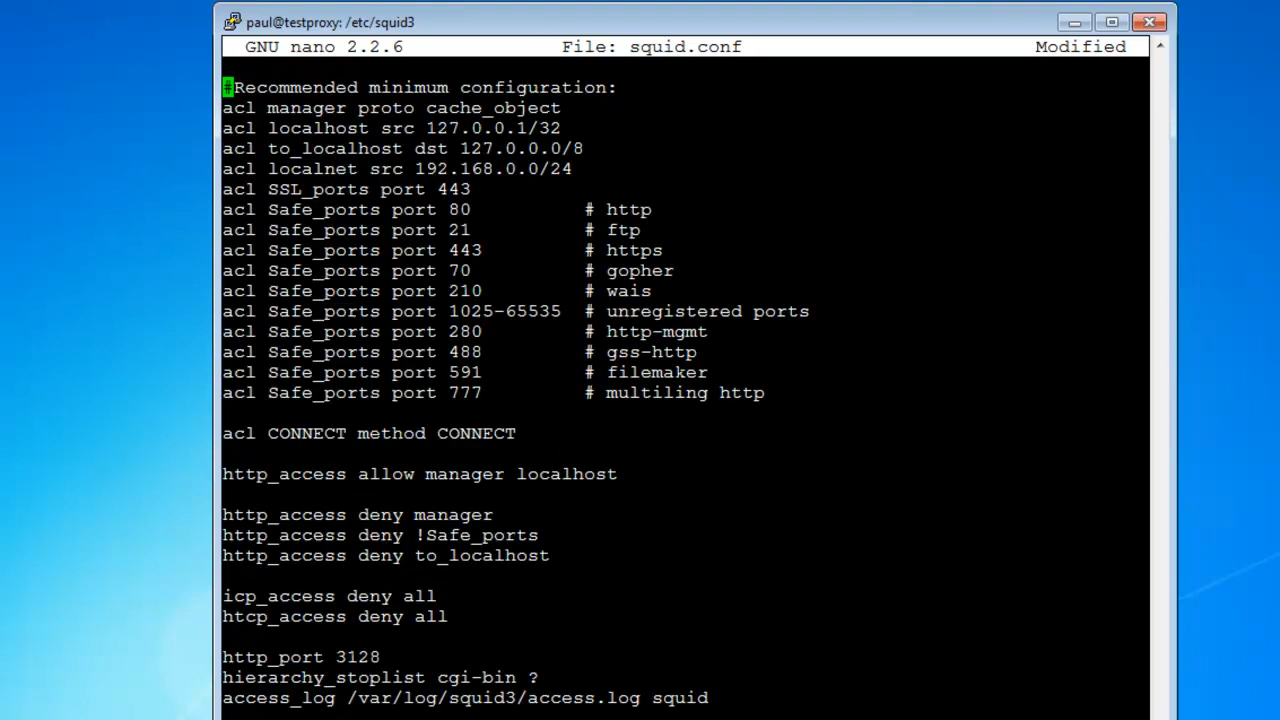 paul@testproxy: /etc/squid3
GNU nano 2.2.6 File: squid.conf Modified
#Recommended minimum configuration:
acl manager proto cache_object
acl localhost src 127.0.0.1/32
acl to_localhost dst 127.0.0.0/8
acl localnet src 192.168.0.0/24
acl SSL_ports port 443
acl Safe_ports port 80 # http
acl Safe_ports port 21 # ftp
acl Safe_ports port 443 # https
acl Safe_ports port 70 # gopher
acl Safe_ports port 210 # wais
acl Safe_ports port 1025-65535 # unregistered ports
acl Safe_ports port 280 # http-mgmt
acl Safe_ports port 488 # gss-http
acl Safe_ports port 591 # filemaker
acl Safe_ports port 777 # multiling http
acl CONNECT method CONNECT
http_access allow manager localhost
http_access deny manager
http_access deny !Safe_ports
http_access deny to_localhost
icp_access deny all
htcp_access deny all
http_port 3128
hierarchy_stoplist cgi-bin ?
access_log /var/log/squid3/access.log squid